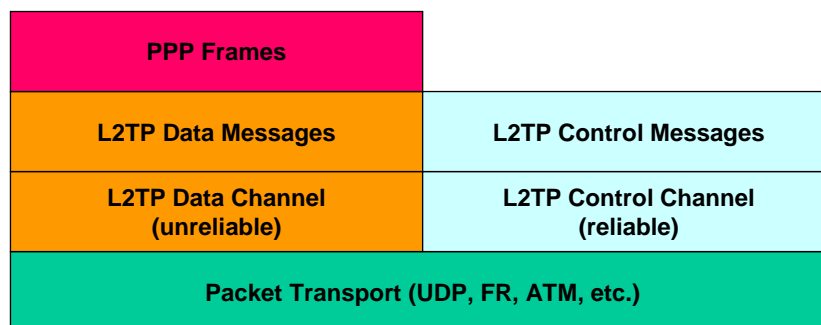 PPP Frames
L2TP Data Messages
L2TP Control Messages
L2TP Data Channel
(unreliable)
L2TP Control Channel
(reliable)
Packet Transport (UDP, FR, ATM, etc.)